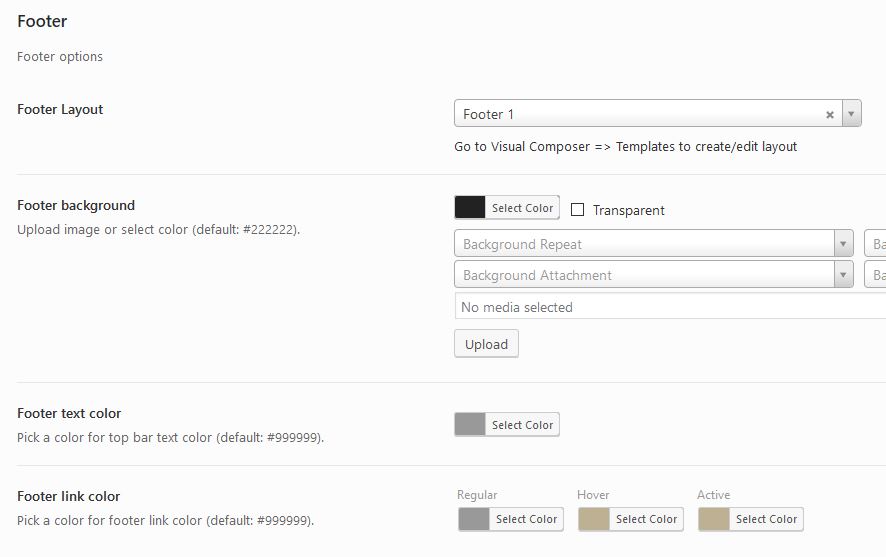 Footer
Footer options
Footer Layout
Footer 1
Go to Visual Composer => Templates to create/edit layout
Footer background
Upload image or select color (default: #222222).
Select Color Transparent
Background Repeat Ba
Background Attachment Ba
No media selected
Upload
Footer text color
Pick a color for top bar text color (default: #999999).
Select Color
Footer link color
Pick a color for footer link color (default: #999999).
Regular Hover Active
Select Color Select Color Select Color